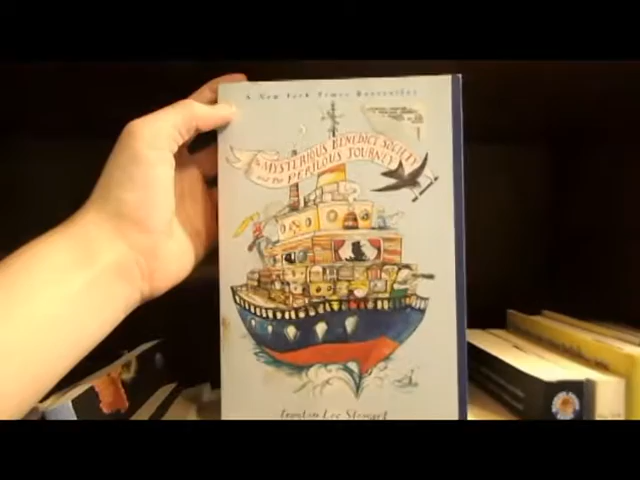 A New York Times Bestseller
The MYSTERIOUS BENEDICT SOCIETY
and the PERILOUS JOURNEY
Trenton Lee Stewart